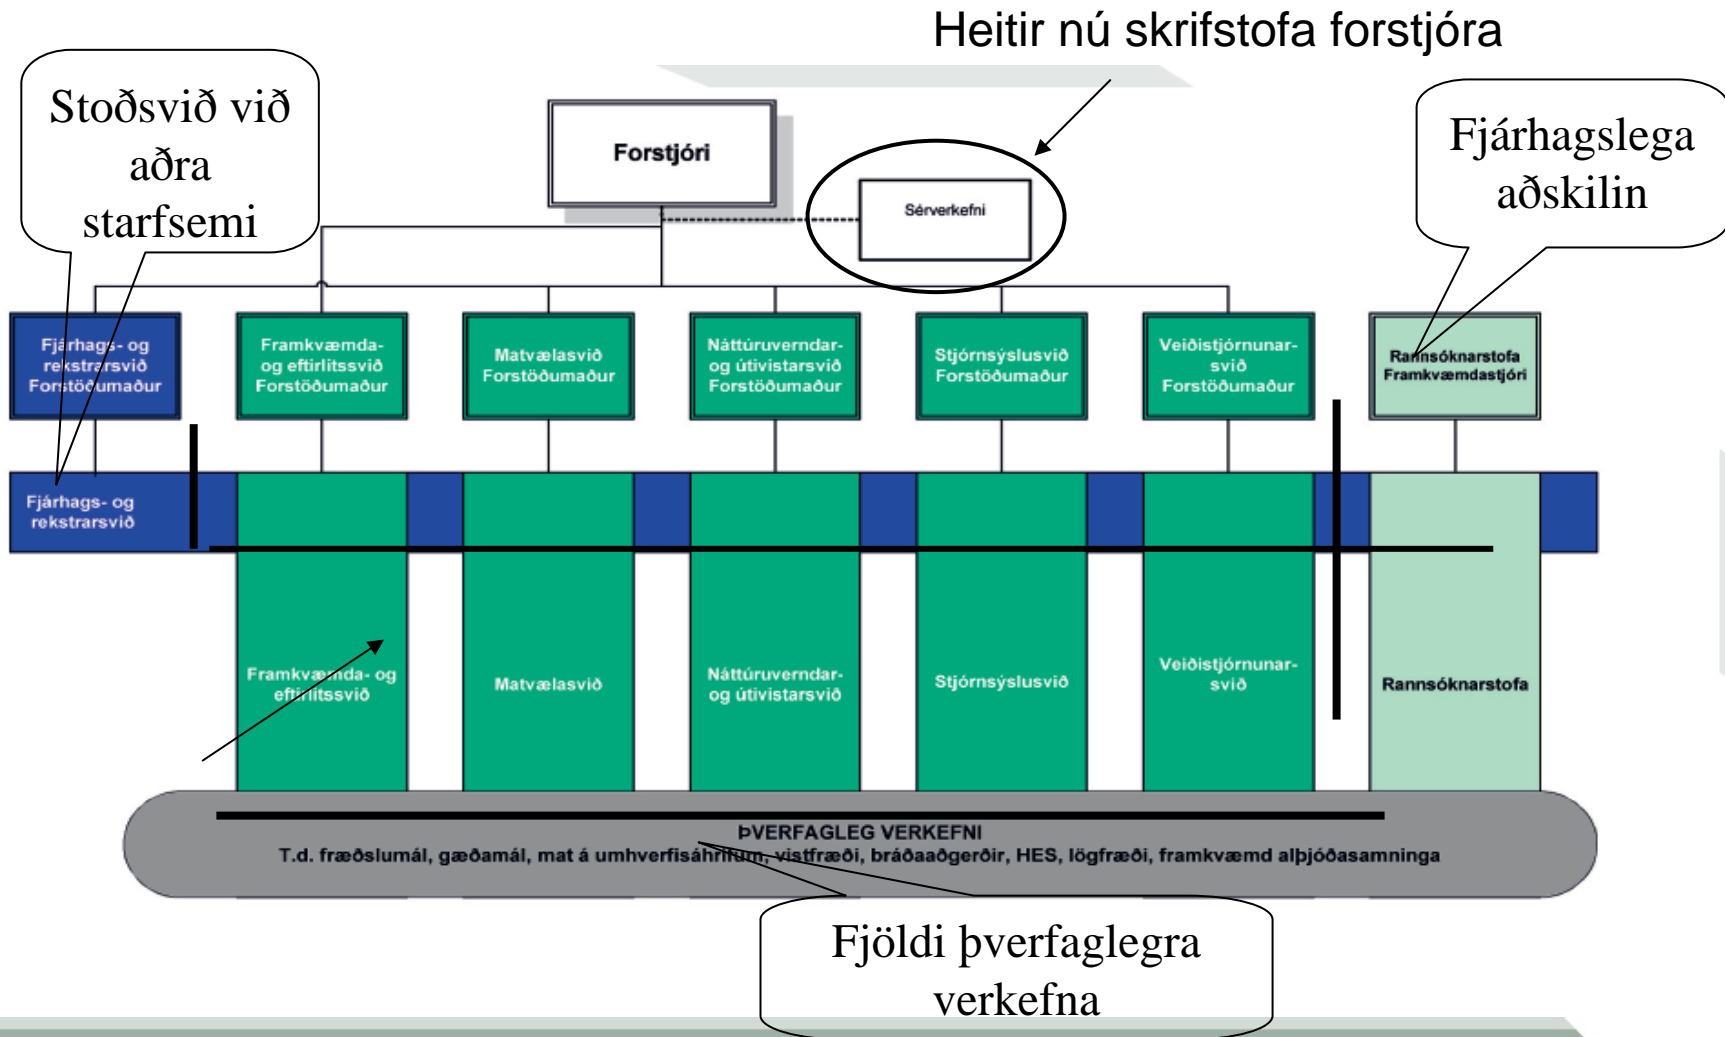 Heitir nú skrifstofa forstjóra
Stoðsvið við
aðra
starfsemi
Forstjóri
Sérverkefni
Fjárhagslega
aðskilin
Fjárhags- og
rekstrarsvið
Forstöðumaður
Framkvæmda-
og eftirlitssvið
Forstöðumaður
Matvælasvið
Forstöðumaður
Náttúruverndar-
og útivistarsvið
Forstöðumaður
Stjórnsýslusvið
Forstöðumaður
Veiðistjórnunar-
svið
Forstöðumaður
Rannsóknarstofa
Framkvæmdastjóri
Fjárhags- og
rekstrarsvið
Framkvæmda- og
eftirlitssvið
Matvælasvið
Náttúruverndar-
og útivistarsvið
Stjórnsýslusvið
Veiðistjórnunar-
svið
Rannsóknarstofa
ÞVERFAGLEG VERKEFNI
T.d. fræðslumál, gæðamál, mat á umhverfisáhrifum, vistfræði, bráðaaðgerðir, HES, lögfræði, framkvæmd alþjóðasamninga
Fjöldi þverfaglegra
verkefna